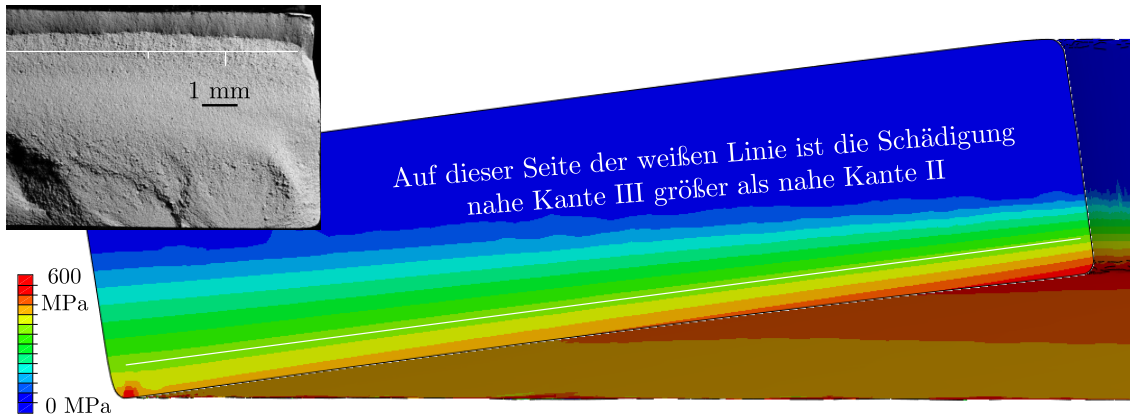 1 mm
Auf dieser Seite der weißen Linie ist die Schädigung
nahe Kante III größer als nahe Kante II
600
MPa
0 MPa